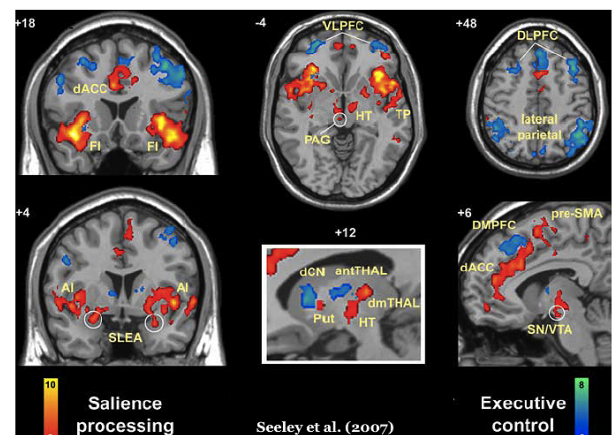 +18
dACC
FI
FI
-4
VLPFC
HT
TP
PAG
+48
DLPFC
lateral
parietal
+4
AI
AI
SLEA
+12
dCN
antTHAL
dmTHAL
Put
HT
+6
pre-SMA
DMPFC
dACC
SN/VTA
10
Salience
processing
Seeley et al. (2007)
8
Executive
control